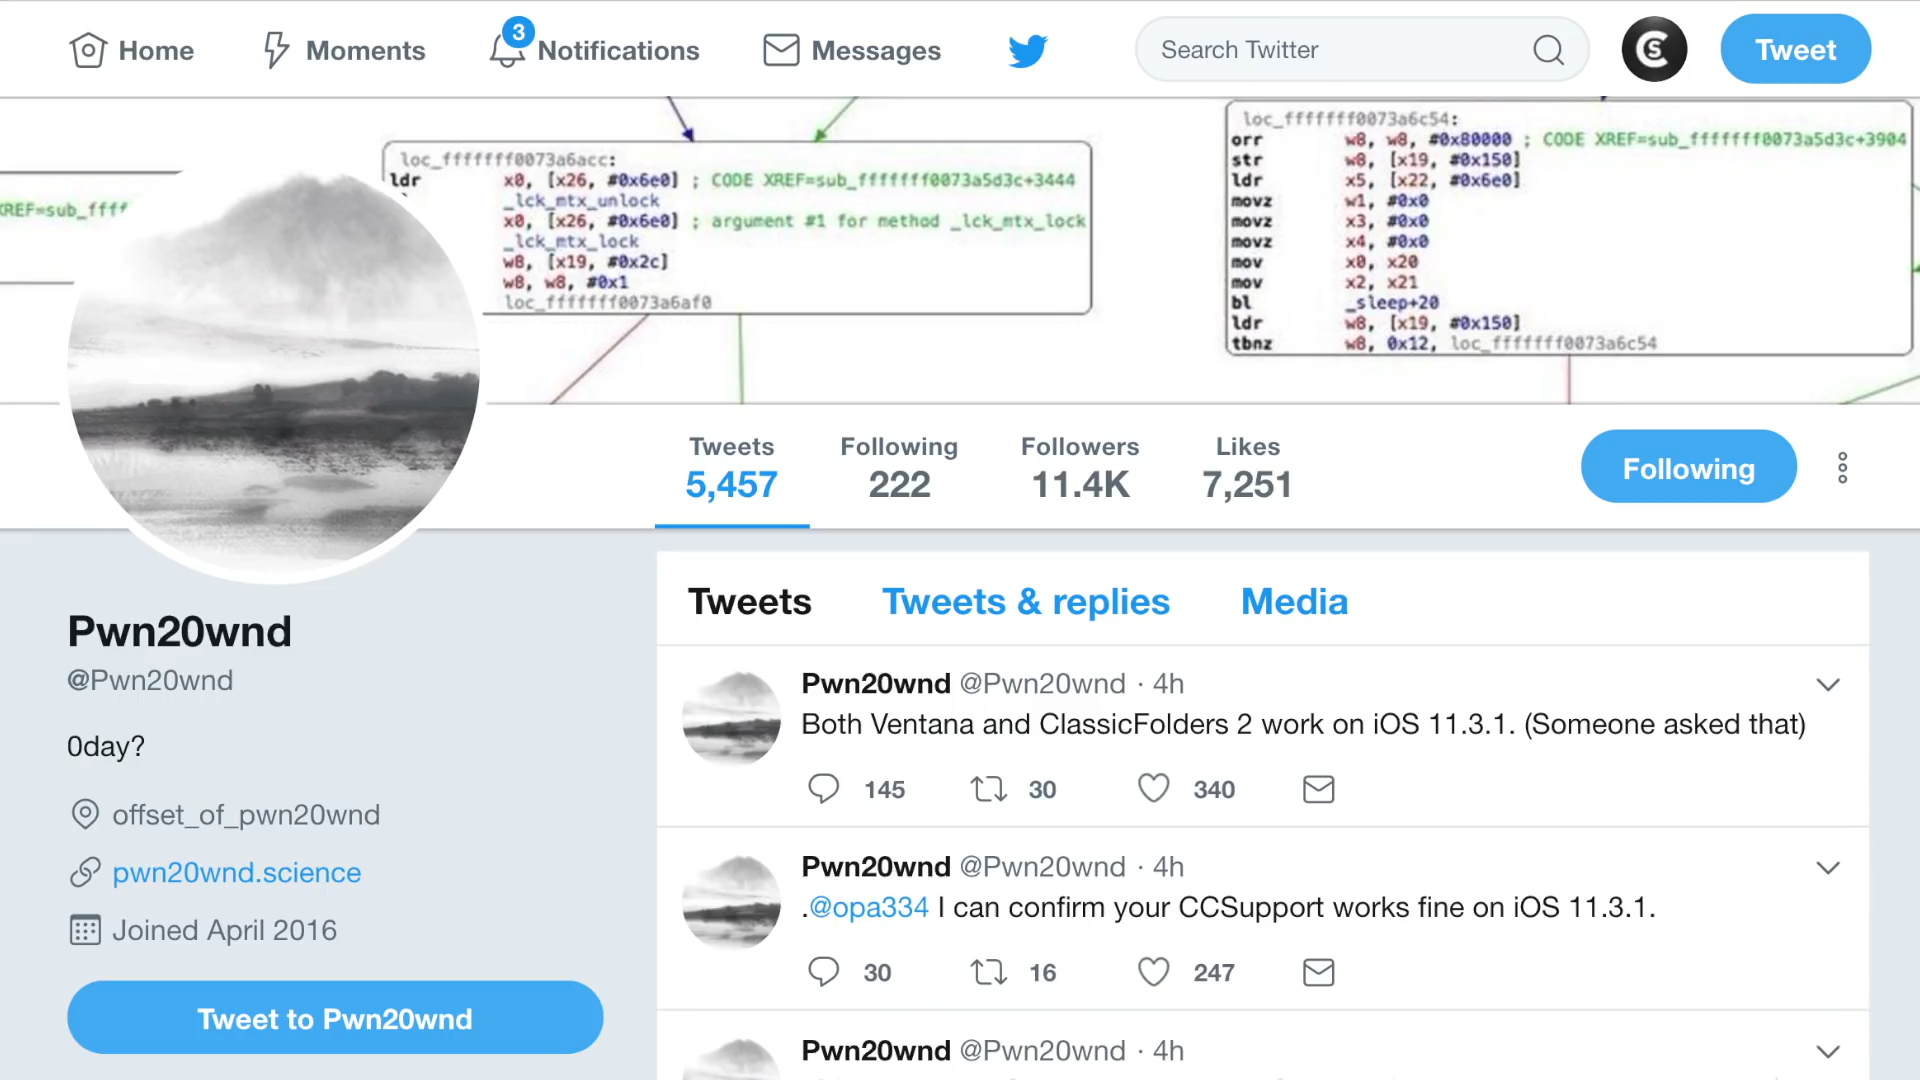 Home
Moments
3
Notifications
Messages
Search Twitter
Tweet
XREF=sub_ffff
loc_fffffff0073a6acc:
ldr x0, [x26, #0x6e0] ; CODE XREF=sub_fffffff0073a5d3c+3444
_lck_mtx_unlock
x0, [x26, #0x6e0] ; argument #1 for method _lck_mtx_lock
_lck_mtx_lock
w8, [x19, #0x2c]
w8, w8, #0x1
loc_fffffff0073a6af0
loc_fffffff0073a6c54:
orr w8, w8, #0x80000 ; CODE XREF=sub_fffffff0073a5d3c+3904
str w8, [x19, #0x150]
ldr x5, [x22, #0x6e0]
movz w1, #0x0
movz x3, #0x0
movz x4, #0x0
mov x0, x20
mov x2, x21
bl _sleep+20
ldr w8, [x19, #0x150]
tbnz w8, 0x12, loc_fffffff0073a6c54
Tweets
5,457
Following
222
Followers
11.4K
Likes
7,251
Following
Pwn20wnd
@Pwn20wnd
0day?
offset_of_pwn20wnd
pwn20wnd.science
Joined April 2016
Tweet to Pwn20wnd
Tweets Tweets & replies Media
Pwn20wnd @Pwn20wnd · 4h
Both Ventana and ClassicFolders 2 work on iOS 11.3.1. (Someone asked that)
145 30 340
Pwn20wnd @Pwn20wnd · 4h
.@opa334 I can confirm your CCSupport works fine on iOS 11.3.1.
30 16 247
Pwn20wnd @Pwn20wnd · 4h